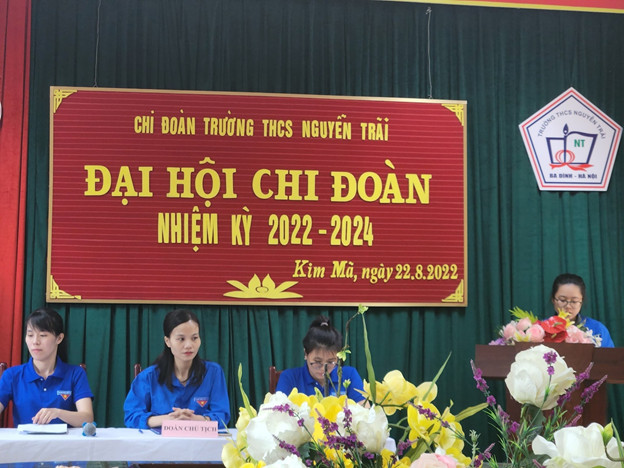 CHI ĐOÀN TRƯỜNG THCS NGUYỄN TRÃI
ĐẠI HỘI CHI ĐOÀN
NHIỆM KỲ 2022 - 2024
Kim Mã, ngày 22.8.2022
TRƯỜNG THCS NGUYỄN TRÃI
NT
BA ĐÌNH - HÀ NỘI
ĐOÀN CHỦ TỊCH